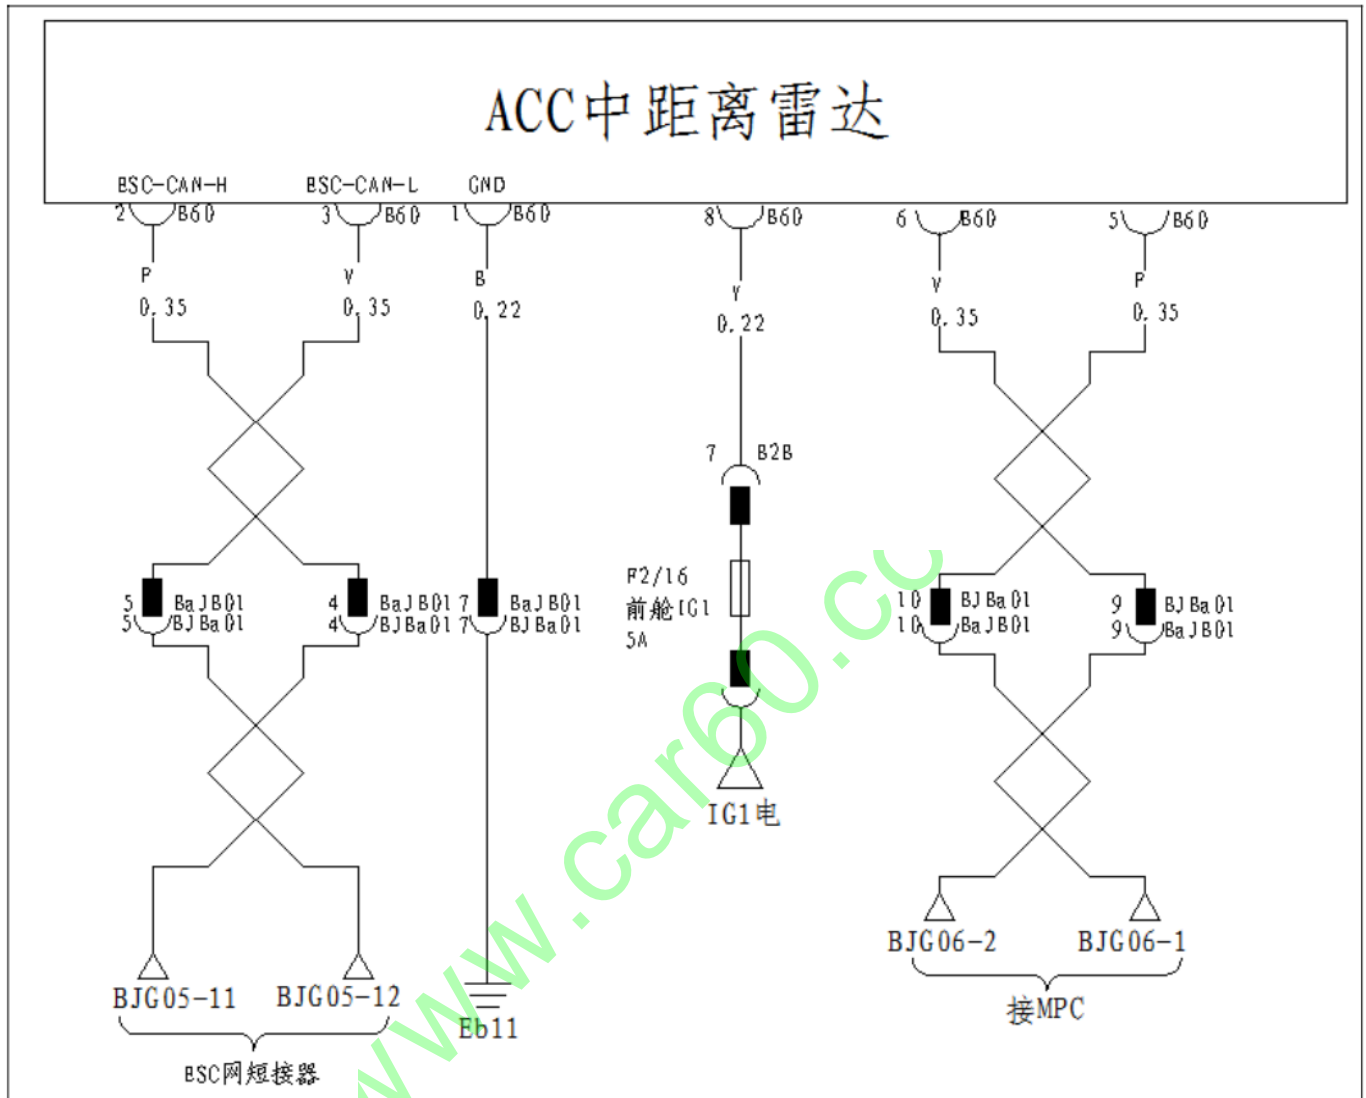 ACC中距离雷达
BSC-CAN-H BSC-CAN-L GND
2 B60 3 B60 1 B60 8 B60 6 B60 5 B60
P V B Y V P
0.35 0.35 0.22 0.22 0.35 0.35
7 B2B
F2/16
前舱IG1
5A
5 BaJB01 4 BaJB01 7 BaJB01 10 BJBa01 9 BJBa01
5 BJBa01 4 BJBa01 7 BJBa01 10 BaJB01 9 BaJB01
IG1电
BJG06-2 BJG06-1
接MPC
BJG05-11 BJG05-12
Eb11
ESC网短接器
www.car60.co